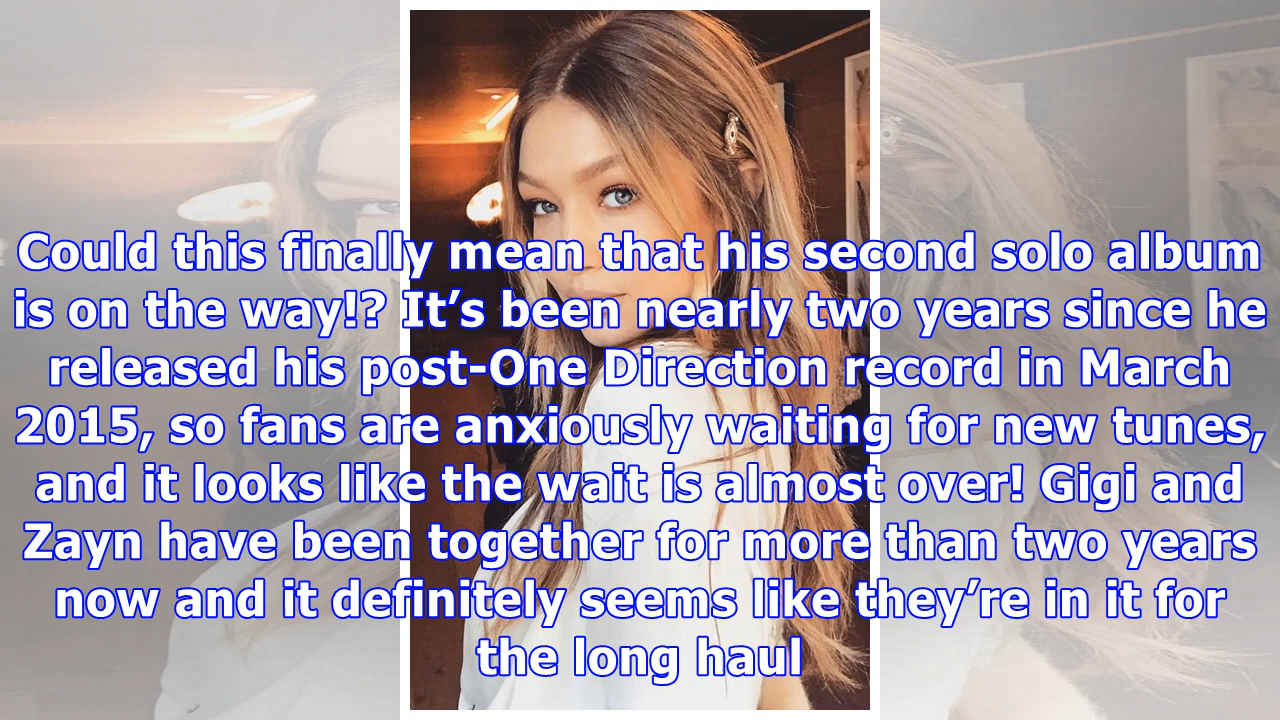 Could this finally mean that his second solo album
is on the way!? It’s been nearly two years since he
released his post-One Direction record in March
2015, so fans are anxiously waiting for new tunes,
and it looks like the wait is almost over! Gigi and
Zayn have been together for more than two years
now and it definitely seems like they’re in it for
the long haul